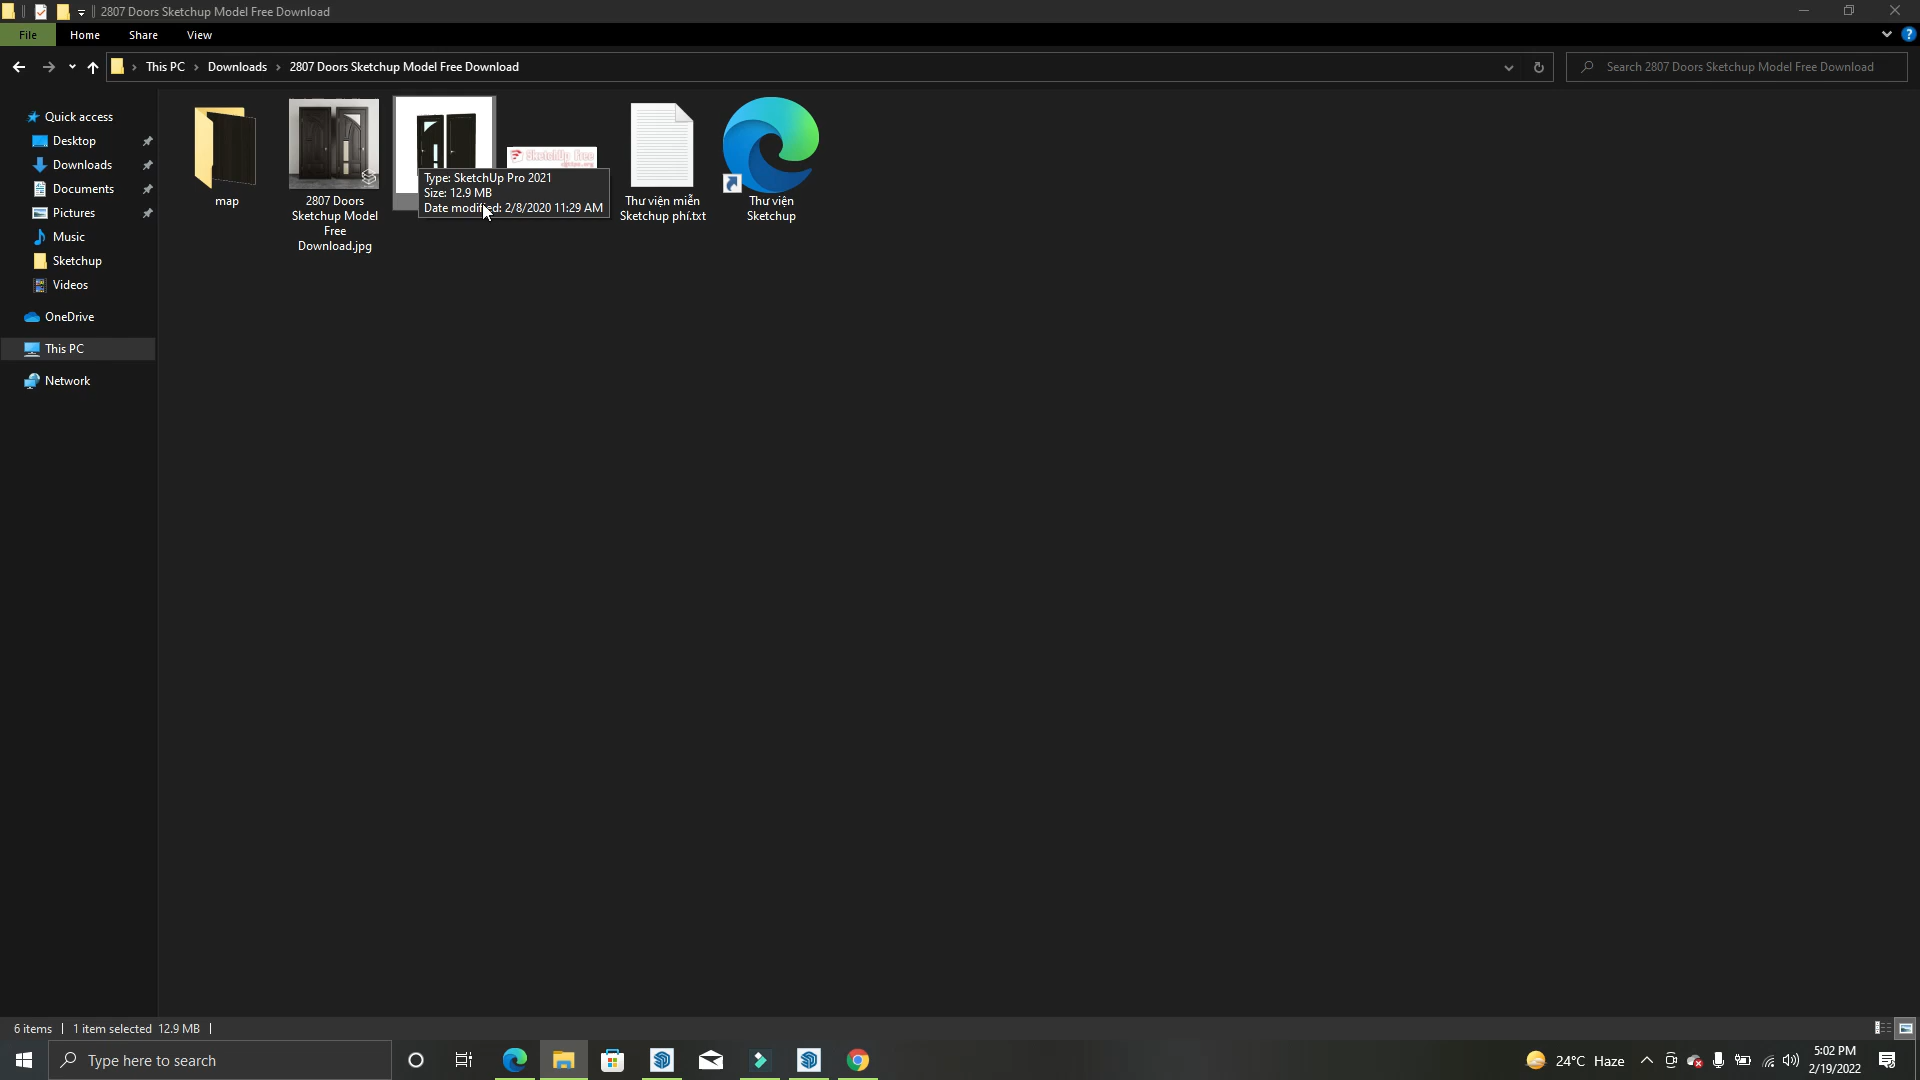 2807 Doors Sketchup Model Free Download
File
Home
Share
View
This PC
Downloads
2807 Doors Sketchup Model Free Download
Search 2807 Doors Sketchup Model Free Download
Quick access
Desktop
Downloads
Documents
Pictures
Music
Sketchup
Videos
OneDrive
This PC
Network
map
2807 Doors
Sketchup Model
Free
Download.jpg
SketchUp Free
Type: SketchUp Pro 2021
Size: 12.9 MB
Date modified: 2/8/2020 11:29 AM
Thư viện miễn
Sketchup phí.txt
Thư viện
Sketchup
6 items
1 item selected 12.9 MB
Type here to search
24°C Haze
5:02 PM
2/19/2022